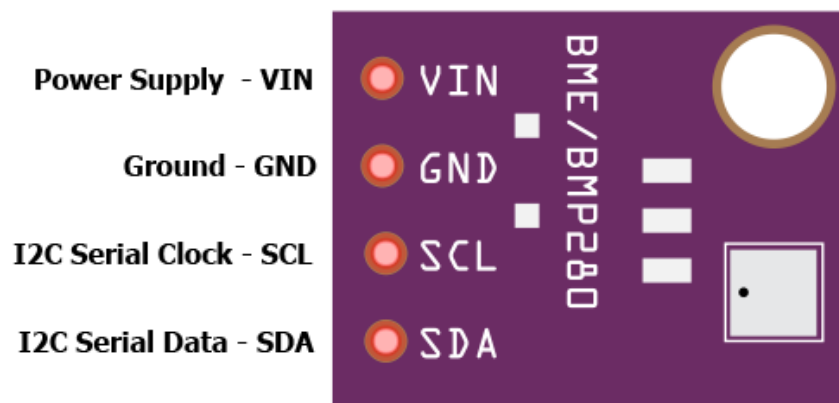 Power Supply - VIN
VIN
Ground - GND
GND
I2C Serial Clock - SCL
SCL
I2C Serial Data - SDA
SDA
BME/BMP280